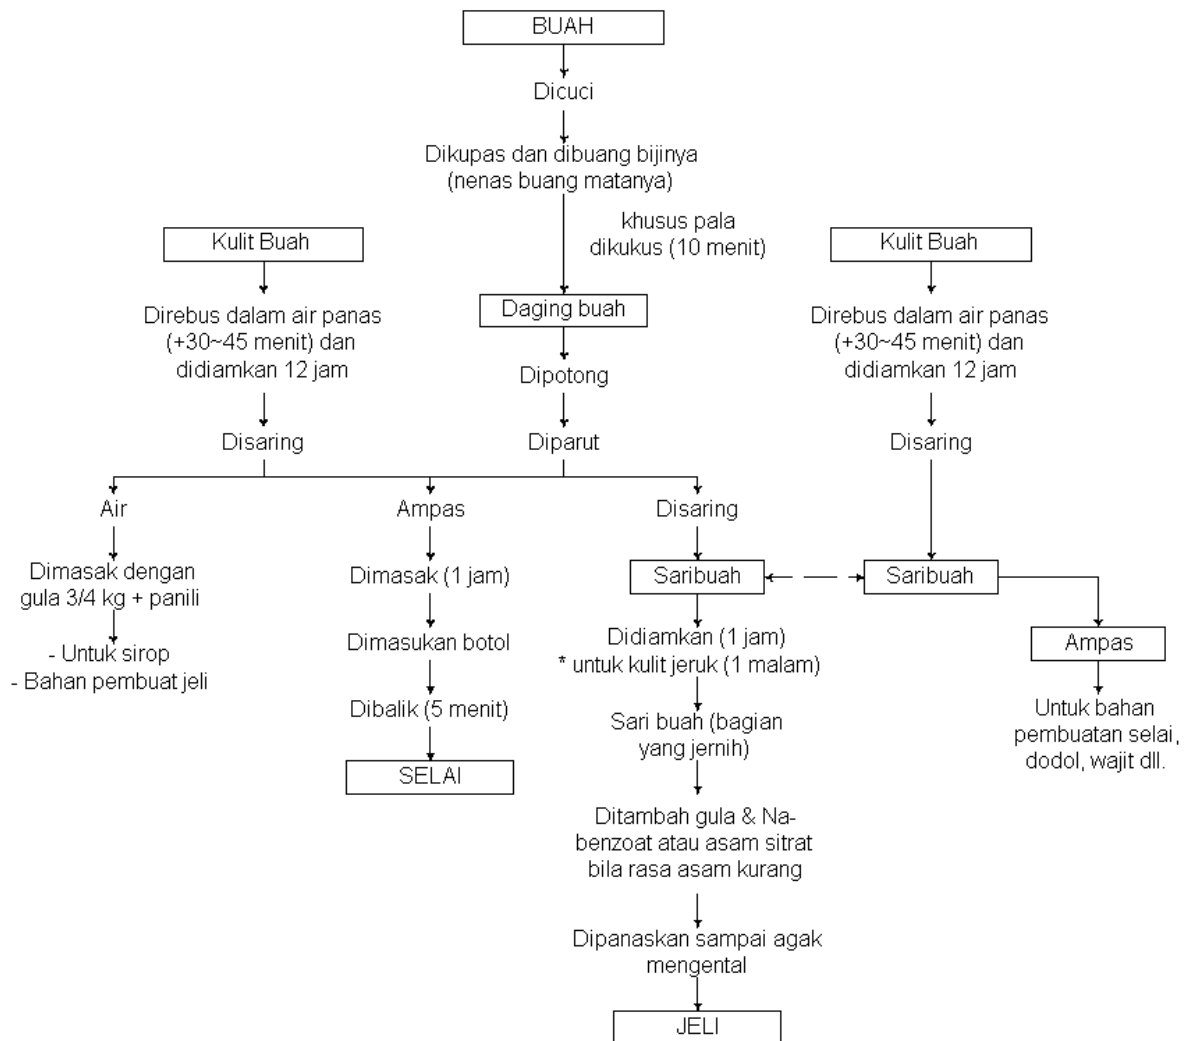 BUAH
Dicuci
Dikupas dan dibuang bijinya
(nenas buang matanya)
khusus pala
dikukus (10 menit)
Kulit Buah
Kulit Buah
Daging buah
Direbus dalam air panas
(+30~45 menit) dan
didiamkan 12 jam
Direbus dalam air panas
(+30~45 menit) dan
didiamkan 12 jam
Dipotong
Disaring
Diparut
Disaring
Air
Ampas
Disaring
Dimasak dengan
gula 3/4 kg + panili
Dimasak (1 jam)
Saribuah
Saribuah
- Untuk sirop
- Bahan pembuat jeli
Dimasukan botol
Didiamkan (1 jam)
* untuk kulit jeruk (1 malam)
Ampas
Dibalik (5 menit)
Sari buah (bagian
yang jernih)
Untuk bahan
pembuatan selai,
dodol, wajit dll.
SELAI
Ditambah gula & Na-
benzoat atau asam sitrat
bila rasa asam kurang
Dipanaskan sampai agak
mengental
JELI